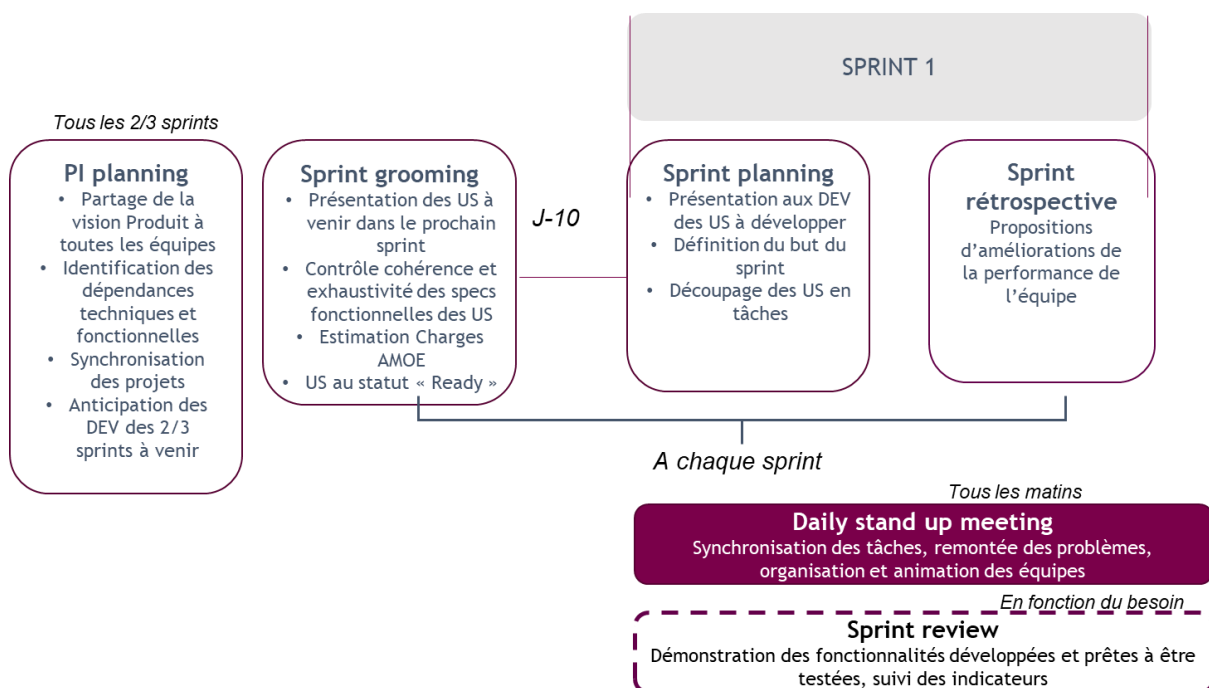 SPRINT 1
Tous les 2/3 sprints
PI planning
• Partage de la
vision Produit à
toutes les équipes
• Identification des
dépendances
techniques et
fonctionnelles
• Synchronisation
des projets
• Anticipation des
DEV des 2/3
sprints à venir
Sprint grooming
• Présentation des US à
venir dans le prochain
sprint
• Contrôle cohérence et
exhaustivité des specs
fonctionnelles des US
• Estimation Charges
AMOE
• US au statut « Ready »
J-10
Sprint planning
• Présentation aux DEV
des US à développer
• Définition du but du
sprint
• Découpage des US en
tâches
Sprint
rétrospective
Propositions
d’améliorations de
la performance de
l’équipe
A chaque sprint
Tous les matins
Daily stand up meeting
Synchronisation des tâches, remontée des problèmes,
organisation et animation des équipes
En fonction du besoin
Sprint review
Démonstration des fonctionnalités développées et prêtes à être
testées, suivi des indicateurs